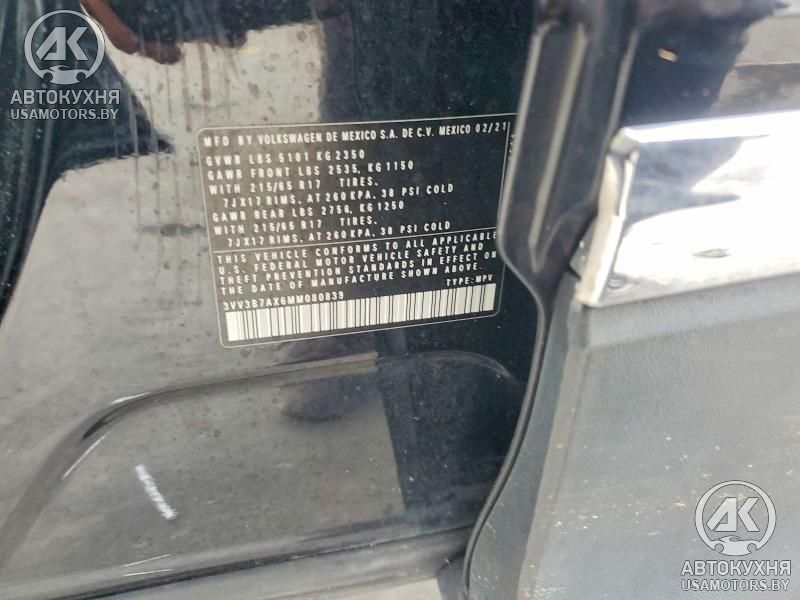 AK
АВТОКУХНЯ
USAMOTORS.BY
MFD BY VOLKSWAGEN DE MEXICO S.A. DE C.V. MEXICO 02/21
GVWR LBS 5181 KG 2350
GAWR FRONT LBS 2535, KG 1150
WITH 215/65 R17 TIRES.
7JX17 RIMS, AT 260 KPA, 38 PSI COLD
GAWR REAR LBS 2756, KG 1250
WITH 215/65 R17 TIRES.
7JX17 RIMS, AT 260 KPA, 38 PSI COLD
THIS VEHICLE CONFORMS TO ALL APPLICABLE
U.S. FEDERAL MOTOR VEHICLE SAFETY AND
THEFT PREVENTION STANDARDS IN EFFECT ON
THE DATE OF MANUFACTURE SHOWN ABOVE.
3VV3B7AX6MM080839 TYPE: MPV
AK
АВТОКУХНЯ
USAMOTORS.BY